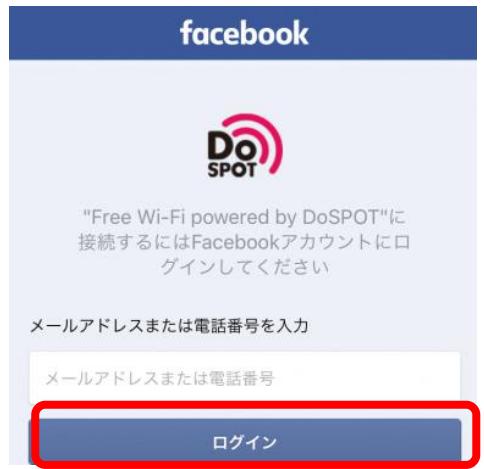 facebook
Do
SPOT
"Free Wi-Fi powered by DoSPOT"に
接続するにはFacebookアカウントにロ
グインしてください
メールアドレスまたは電話番号を入力
メールアドレスまたは電話番号
ログイン